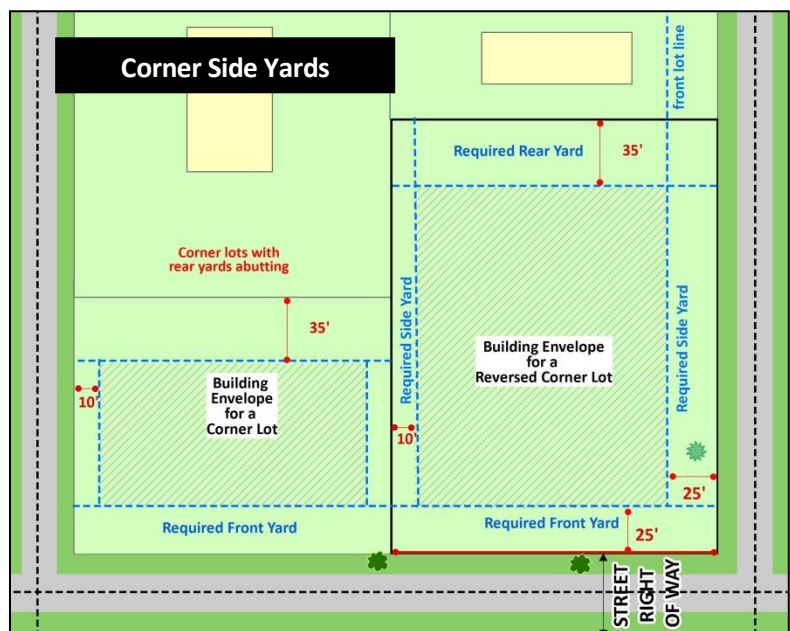 Corner Side Yards
front lot line
Required Rear Yard
35'
Corner lots with
rear yards abutting
35'
Required Side Yard
Required Side Yard
Building Envelope
for a
Reversed Corner Lot
Building
Envelope
for a
Corner Lot
10'
10'
25'
Required Front Yard
Required Front Yard
25'
STREET
RIGHT
OF WAY